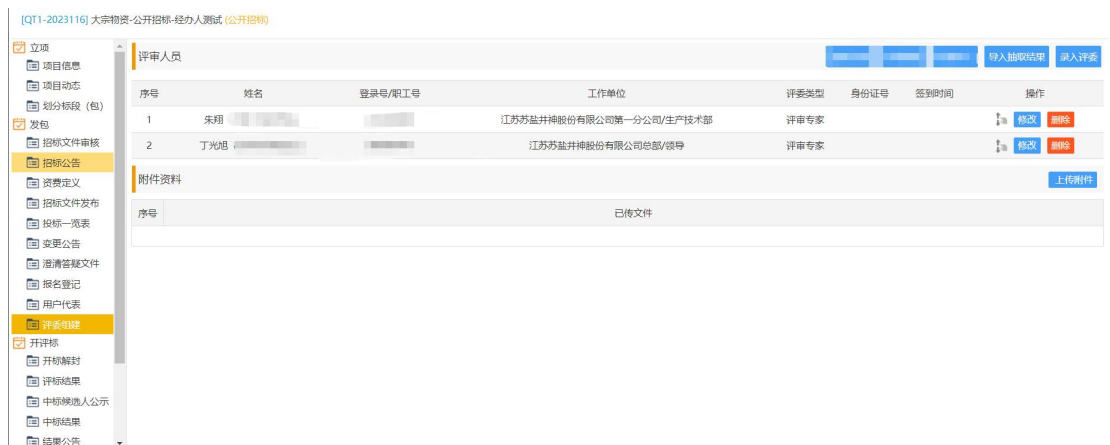 [QT1-2023116] 大宗物资-公开招标-经办人测试 (公开招标)
立项
项目信息
项目动态
划分标段（包）
发包
招标文件审核
招标公告
资费定义
招标文件发布
投标一览表
变更公告
澄清答疑文件
报名登记
用户代表
评委组建
开评标
开标解封
评标结果
中标候选人公示
中标结果
结果公告
评审人员
导入抽取结果 录入评委
序号 姓名 登录号/职工号 工作单位 评委类型 身份证号 签到时间 操作
1 朱翔 江苏苏盐井神股份有限公司第一分公司/生产技术部 评审专家 修改 删除
2 丁光旭 江苏苏盐井神股份有限公司总部/领导 评审专家 修改 删除
附件资料 上传附件
序号 已传文件